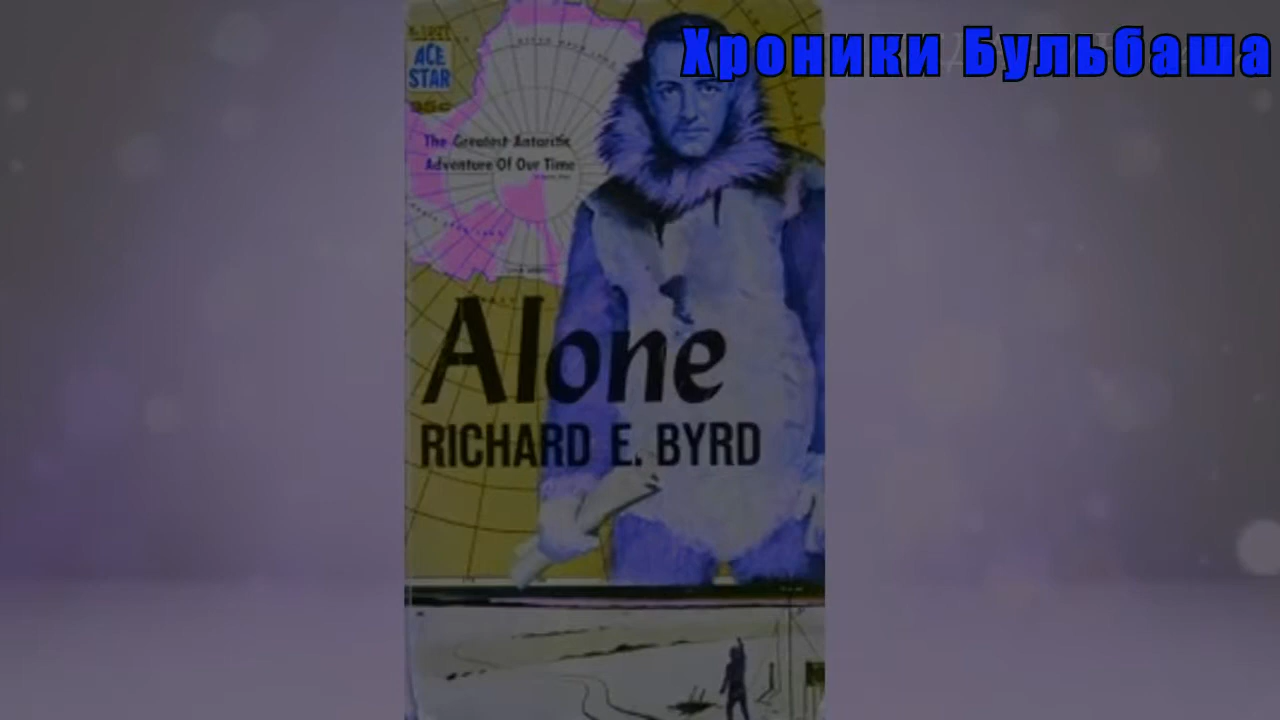 Хроники Бульбаша
ACE
STAR
The Greatest Antarctic
Adventure Of Our Time
Alone
RICHARD E. BYRD